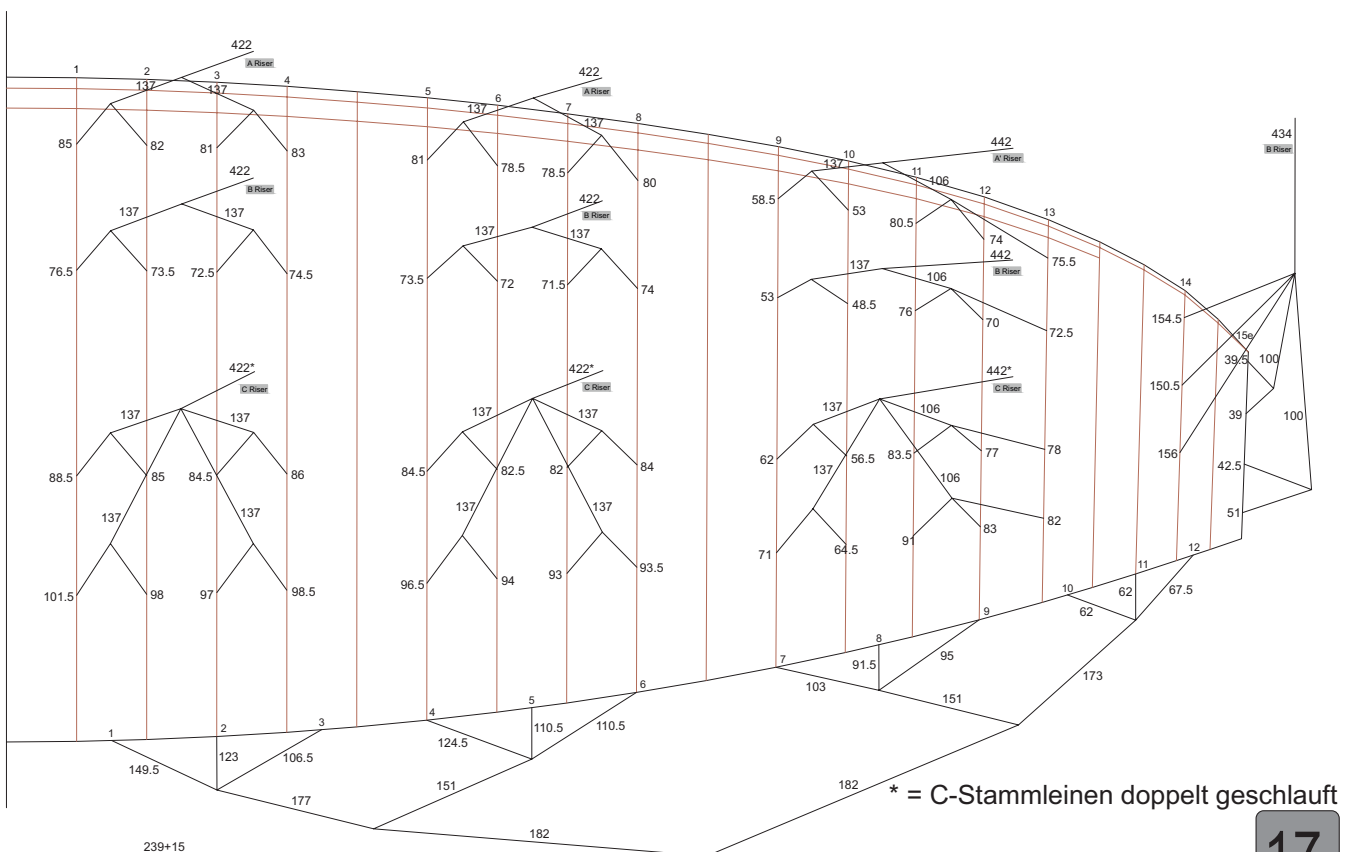 422
A Riser
1 2 3 4
137 137
85 82 81 83
422
A Riser
5 6 7 8
137 137
81 78.5 78.5 80
442
A' Riser
9 10 11 12 13 14 15e
137 106
58.5 53 80.5 74 75.5
434
B Riser
422
B Riser
137 137
76.5 73.5 72.5 74.5
422
B Riser
137 137
73.5 72 71.5 74
442
B Riser
137 106
53 48.5 76 70 72.5
154.5
150.5
156
39.5 100
39
100
42.5
51
422*
C Riser
137 137
88.5 85 84.5 86
137 137
101.5 98 97 98.5
422*
C Riser
137 137
84.5 82.5 82 84
137 137
96.5 94 93 93.5
442*
C Riser
137 106
62 56.5 83.5 77 78
137 106
71 64.5 91 83 82
1 2 3 4 5 6 7 8 9 10 11 12
149.5 123 106.5
124.5 110.5 110.5
103 91.5 95
62 62 67.5
177 151 151 173
182 182
239+15
* = C-Stammleinen doppelt geschlauft
17